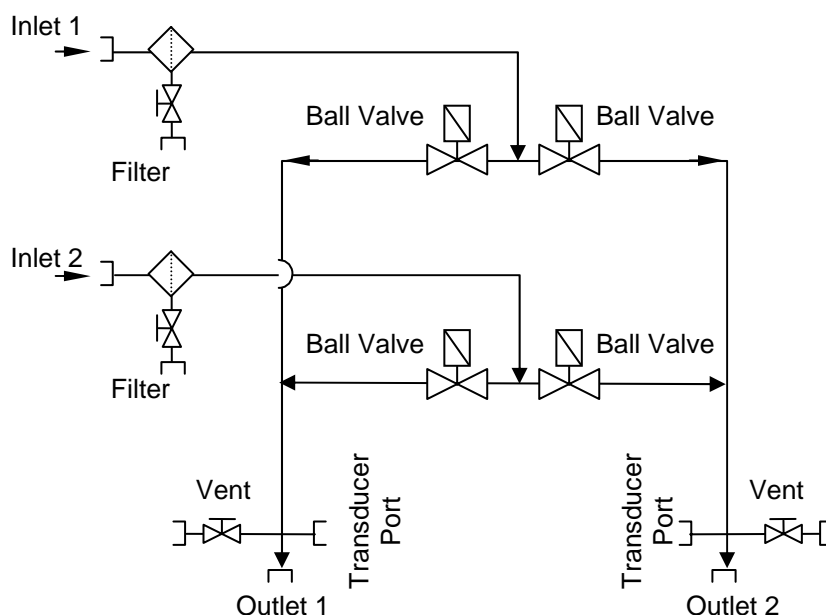 Inlet 1
Ball Valve
Ball Valve
Filter
Inlet 2
Ball Valve
Ball Valve
Filter
Vent
Transducer
Port
Transducer
Port
Vent
Outlet 1
Outlet 2